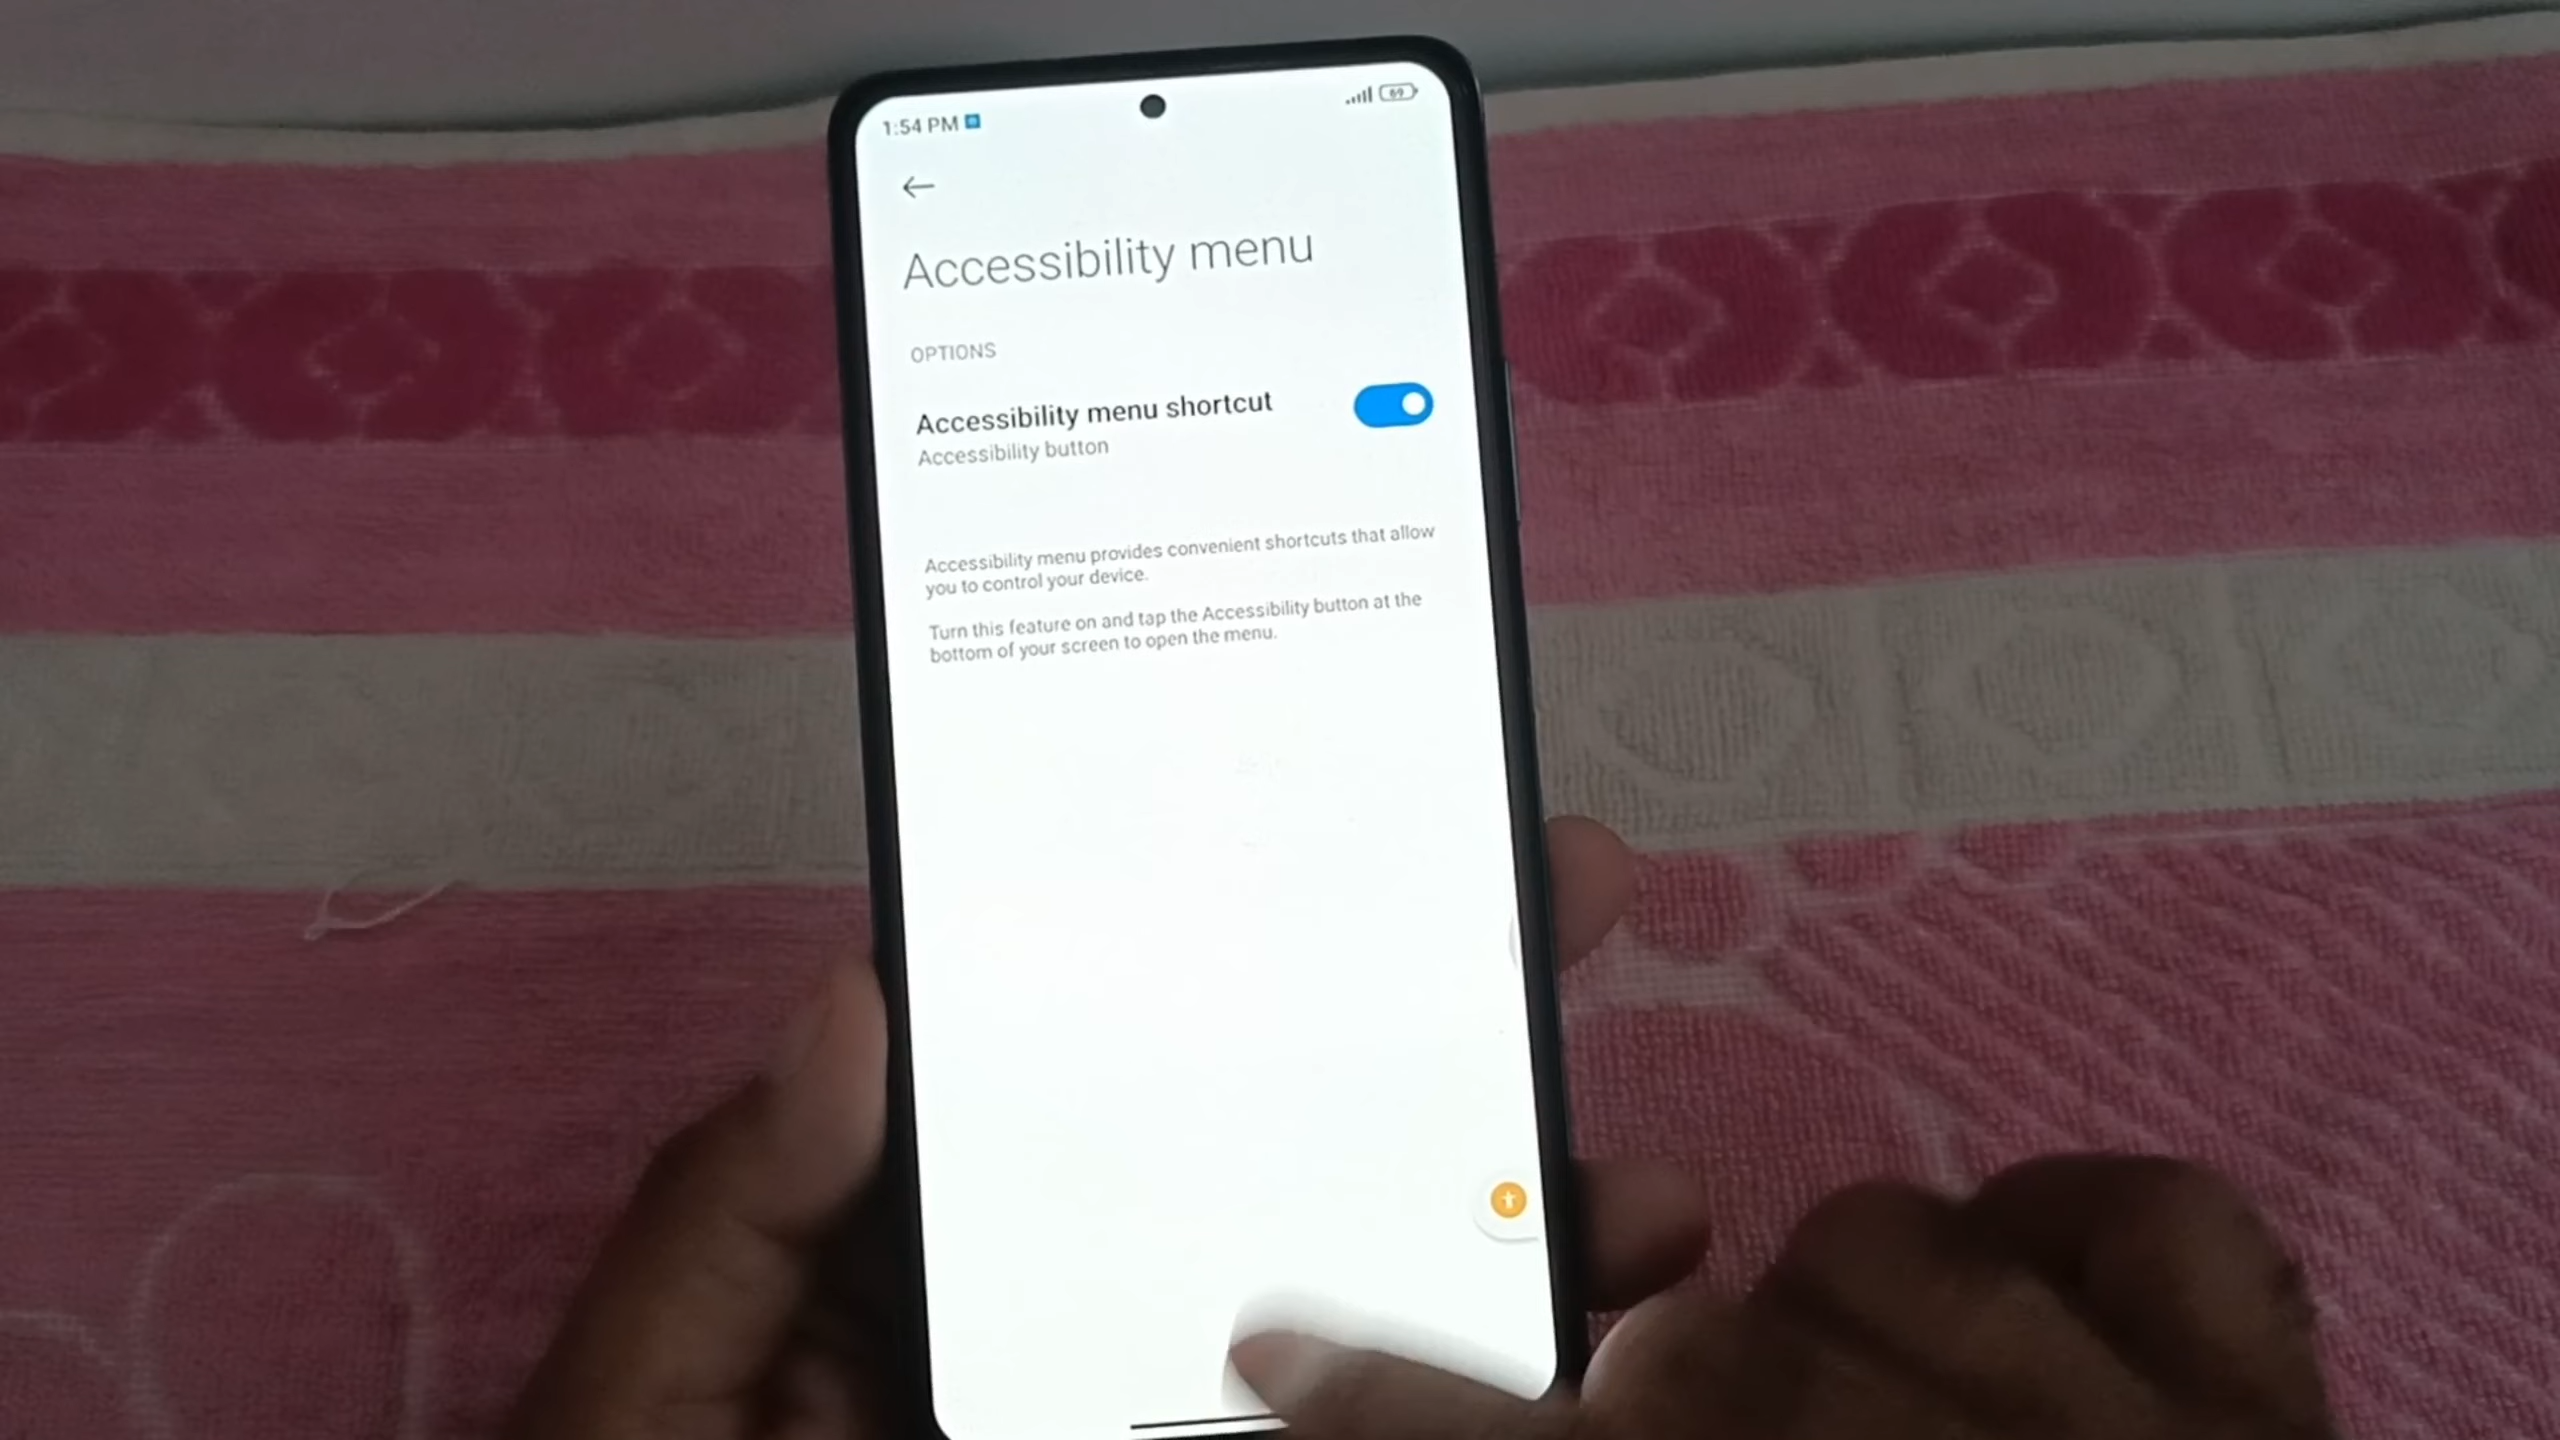 1:54 PM
69
Accessibility menu
OPTIONS
Accessibility menu shortcut
Accessibility button
Accessibility menu provides convenient shortcuts that allow
you to control your device.
Turn this feature on and tap the Accessibility button at the
bottom of your screen to open the menu.